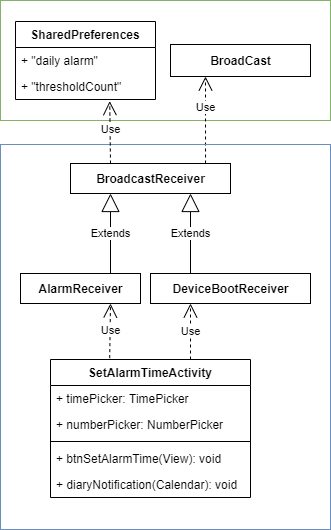 SharedPreferences
+ "daily alarm"
+ "thresholdCount"
BroadCast
Use
Use
BroadcastReceiver
Extends
Extends
AlarmReceiver
DeviceBootReceiver
Use
Use
SetAlarmTimeActivity
+ timePicker: TimePicker
+ numberPicker: NumberPicker
+ btnSetAlarmTime(View): void
+ diaryNotification(Calendar): void